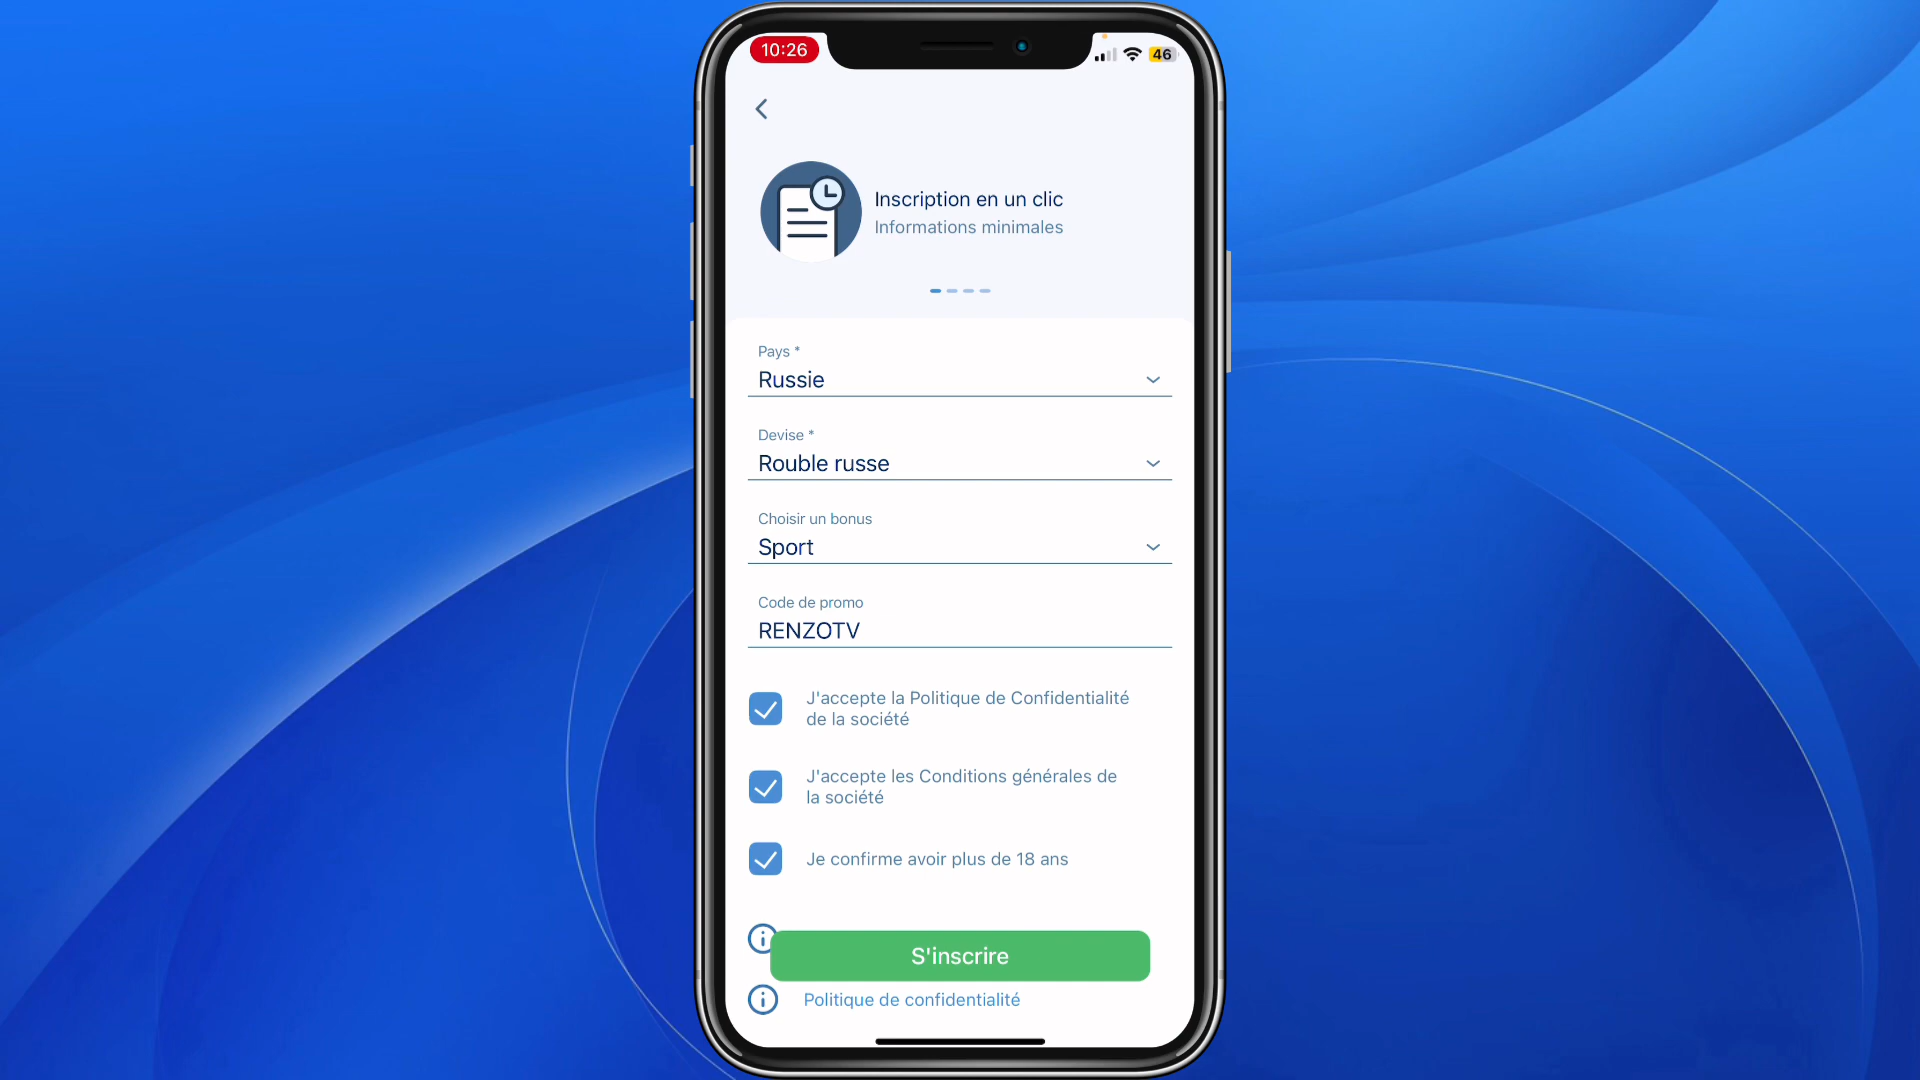 10:26
46
Inscription en un clic
Informations minimales
Pays *
Russie
Devise *
Rouble russe
Choisir un bonus
Sport
Code de promo
RENZOTV
J'accepte la Politique de Confidentialité
de la société
J'accepte les Conditions générales de
la société
Je confirme avoir plus de 18 ans
S'inscrire
Politique de confidentialité